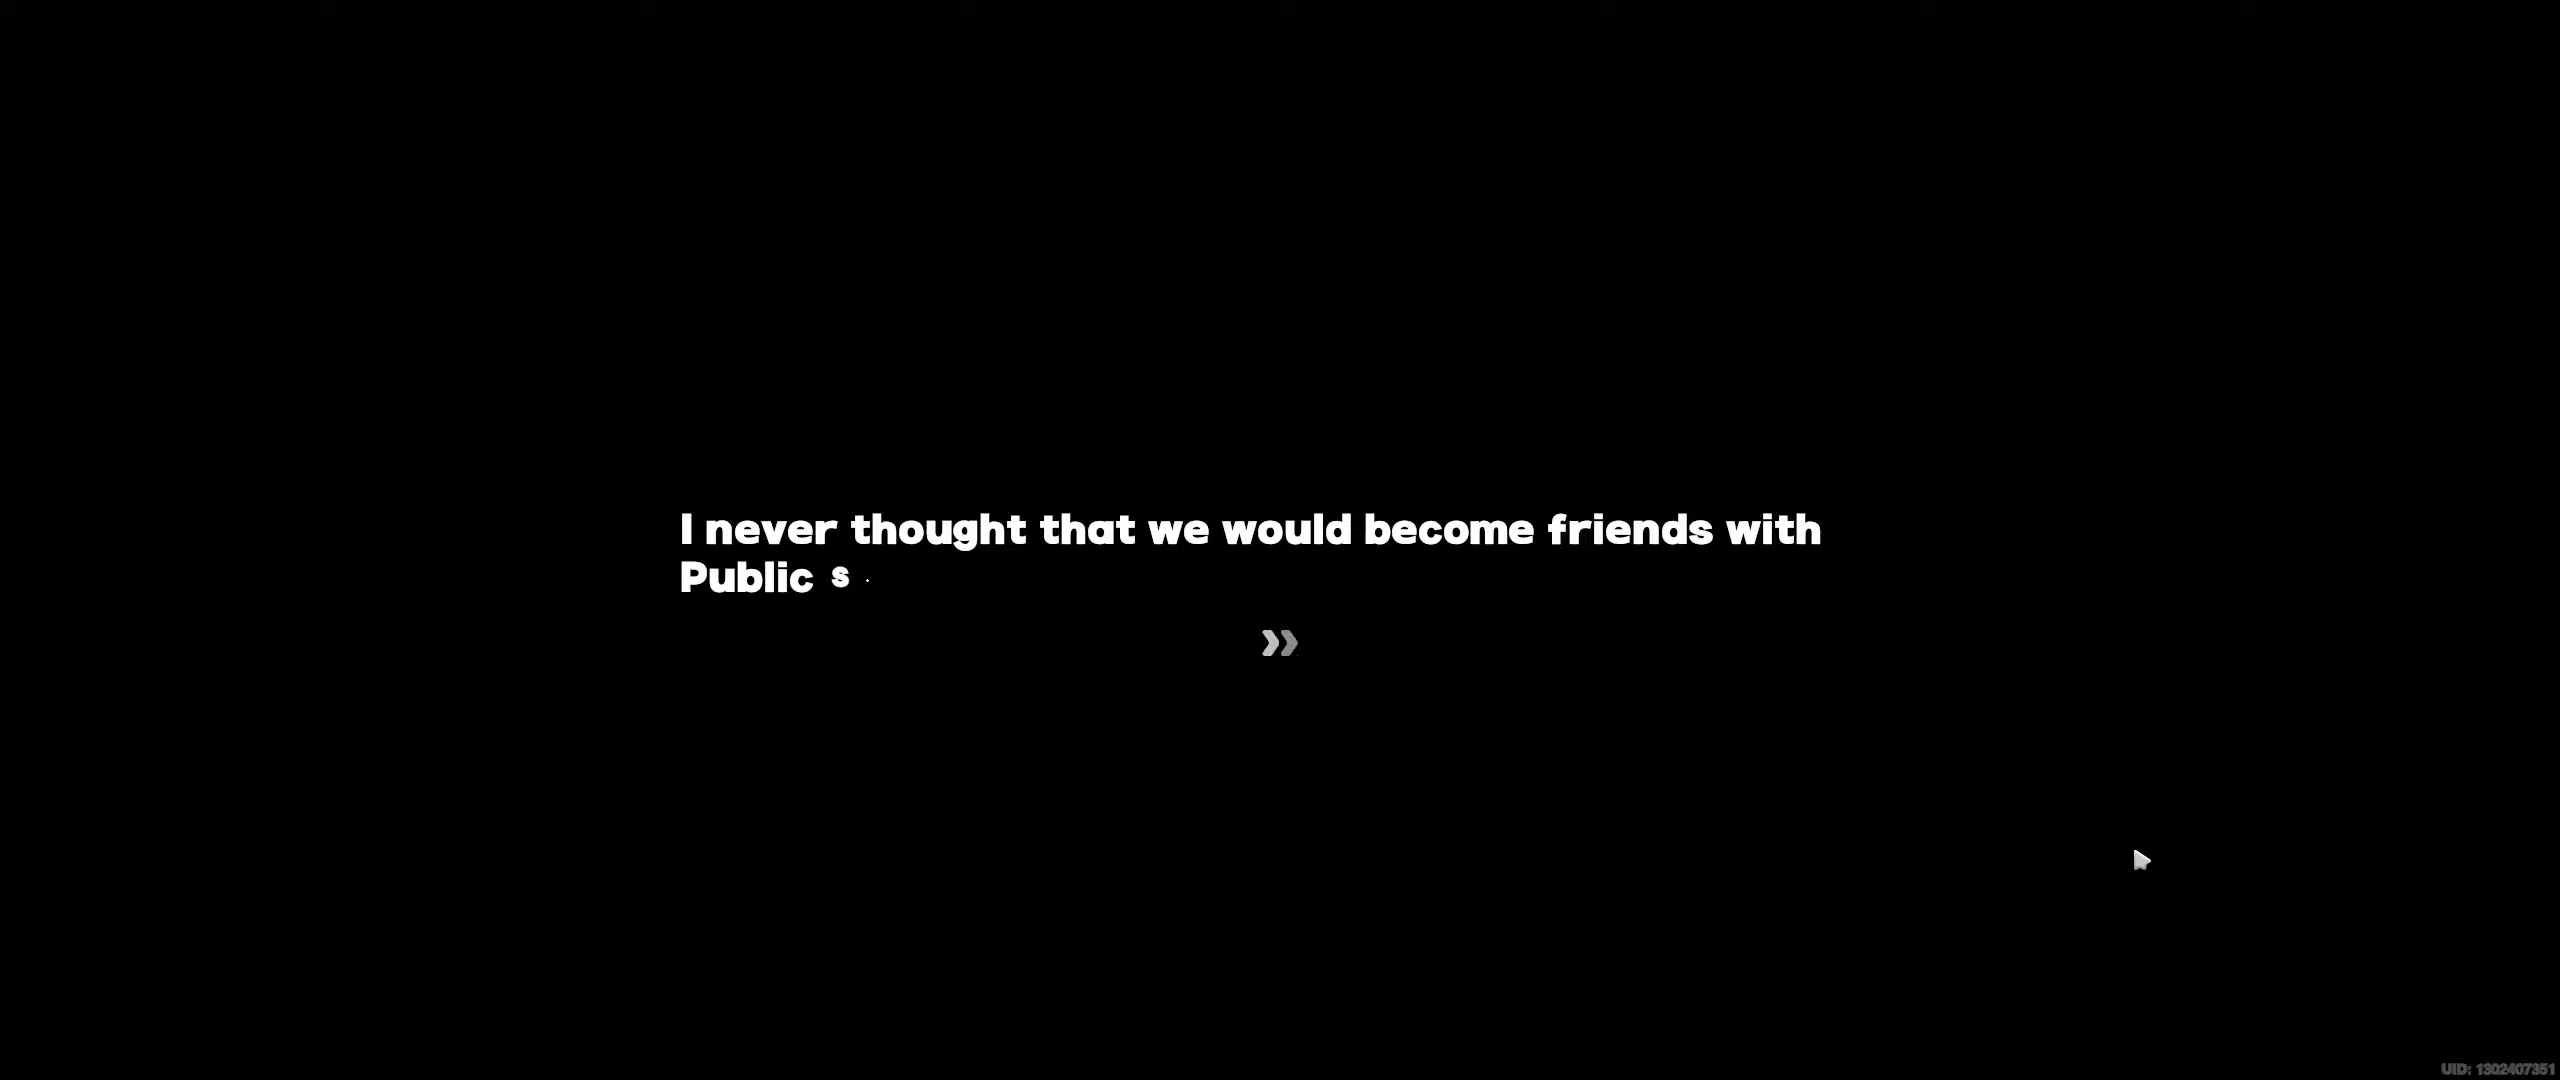 I never thought that we would become friends with
Public s
UID: 1302407351